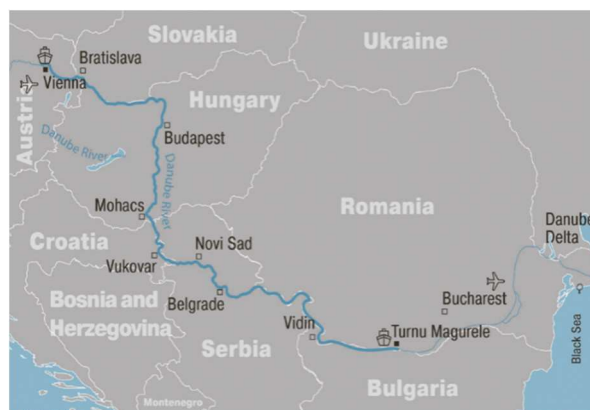 Slovakia
Ukraine
Bratislava
Vienna
Austria
Hungary
Danube River
Budapest
Danube River
Mohacs
Romania
Croatia
Novi Sad
Danube
Delta
Vukovar
Bosnia and
Herzegovina
Belgrade
Bucharest
Vidin
Turnu Magurele
Black Sea
Serbia
Bulgaria
Montenegro